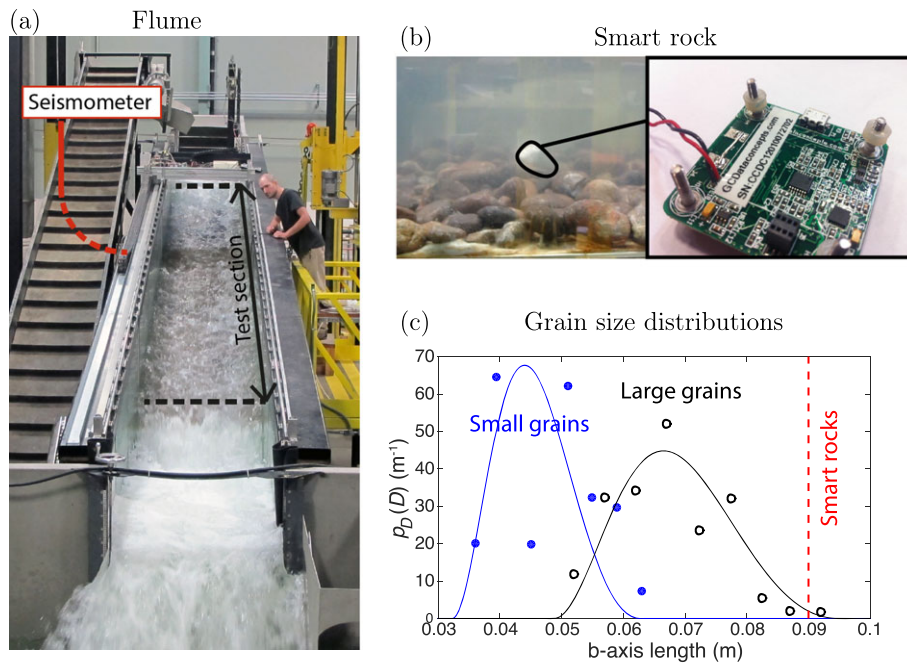 (a)
Flume
Seismometer
Test section
(b)
Smart rock
GCDataconcepts.com
(c)
Grain size distributions
70
60
50
40
30
20
10
0
p_D(D) (m⁻¹)
Small grains
Large grains
Smart rocks
0.03
0.04
0.05
0.06
0.07
0.08
0.09
0.1
b-axis length (m)